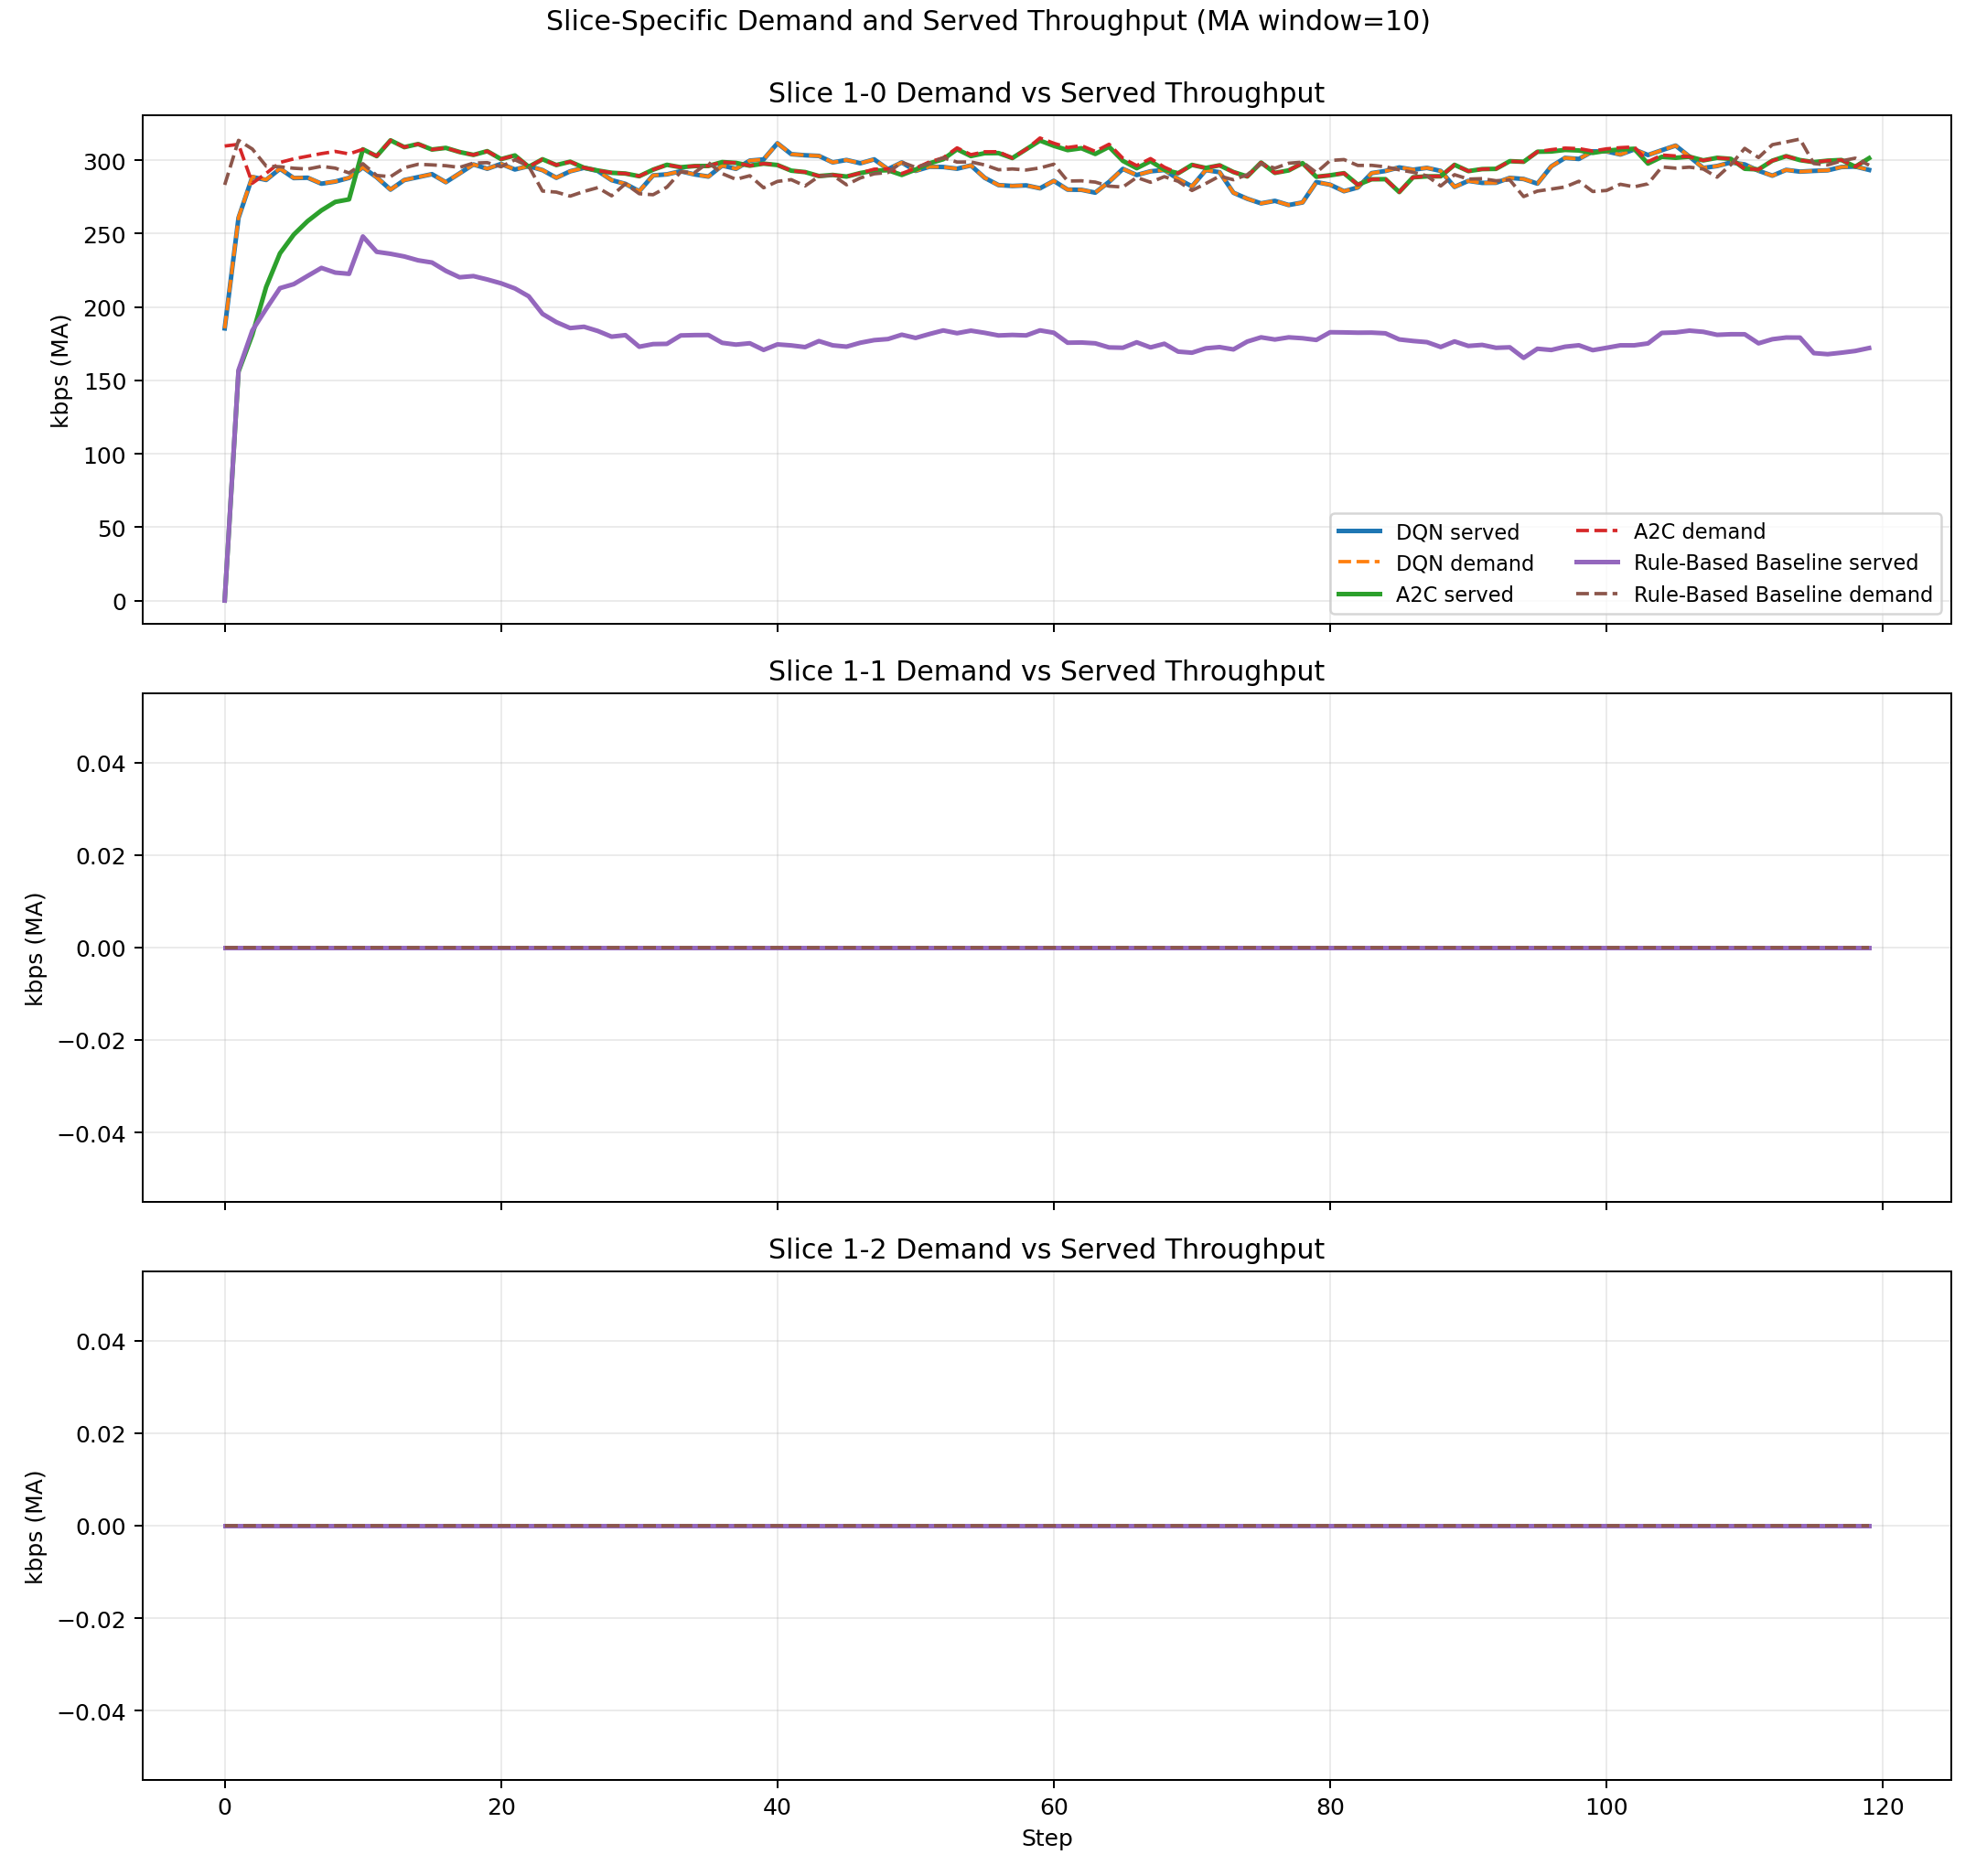 Slice-Specific Demand and Served Throughput (MA window=10)
Slice 1-0 Demand vs Served Throughput
300
250
200
150
100
50
0
kbps (MA)
DQN served
DQN demand
A2C served
A2C demand
Rule-Based Baseline served
Rule-Based Baseline demand
Slice 1-1 Demand vs Served Throughput
0.04
0.02
0.00
−0.02
−0.04
kbps (MA)
Slice 1-2 Demand vs Served Throughput
0.04
0.02
0.00
−0.02
−0.04
kbps (MA)
0 20 40 60 80 100 120
Step